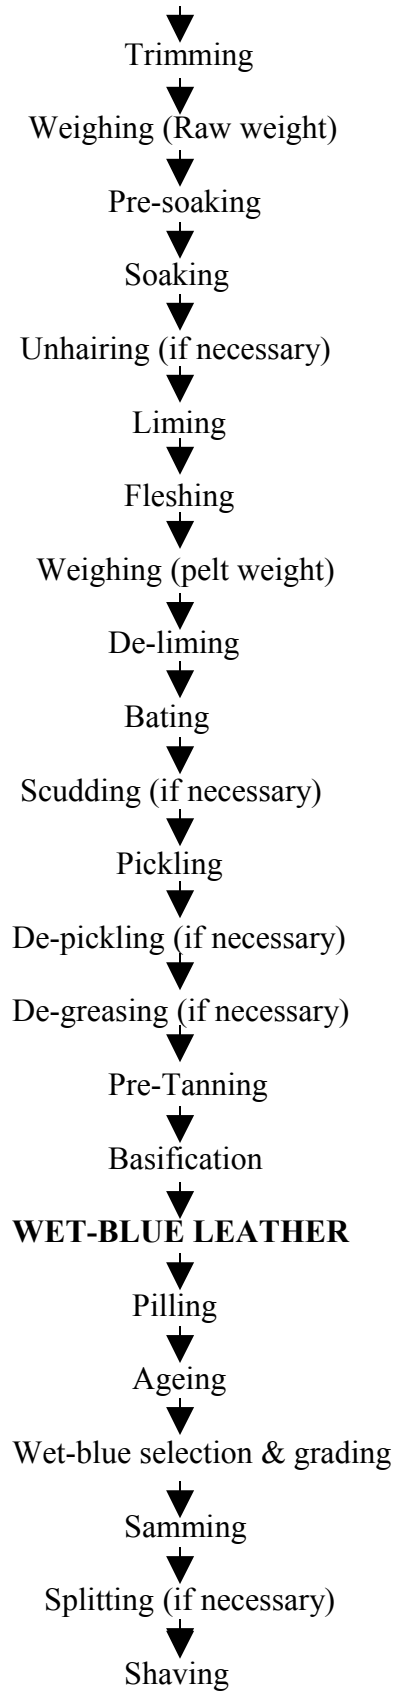 Trimming
Weighing (Raw weight)
Pre-soaking
Soaking
Unhairing (if necessary)
Liming
Fleshing
Weighing (pelt weight)
De-liming
Bating
Scudding (if necessary)
Pickling
De-pickling (if necessary)
De-greasing (if necessary)
Pre-Tanning
Basification
WET-BLUE LEATHER
Pilling
Ageing
Wet-blue selection & grading
Samming
Splitting (if necessary)
Shaving